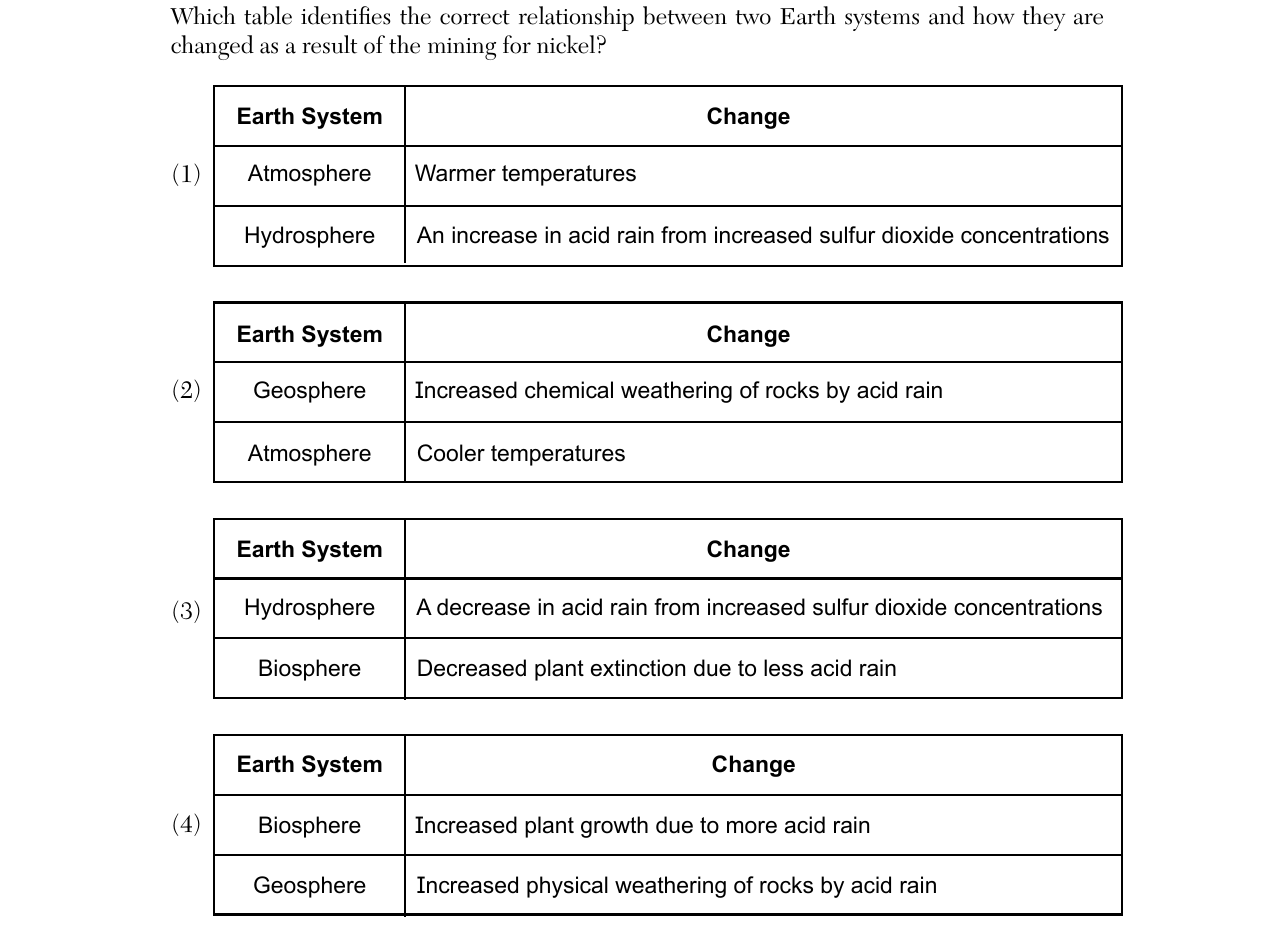 Which table identifies the correct relationship between two Earth systems and how they are
changed as a result of the mining for nickel?
(1)
Earth System Change
Atmosphere Warmer temperatures
Hydrosphere An increase in acid rain from increased sulfur dioxide concentrations
(2)
Earth System Change
Geosphere Increased chemical weathering of rocks by acid rain
Atmosphere Cooler temperatures
(3)
Earth System Change
Hydrosphere A decrease in acid rain from increased sulfur dioxide concentrations
Biosphere Decreased plant extinction due to less acid rain
(4)
Earth System Change
Biosphere Increased plant growth due to more acid rain
Geosphere Increased physical weathering of rocks by acid rain